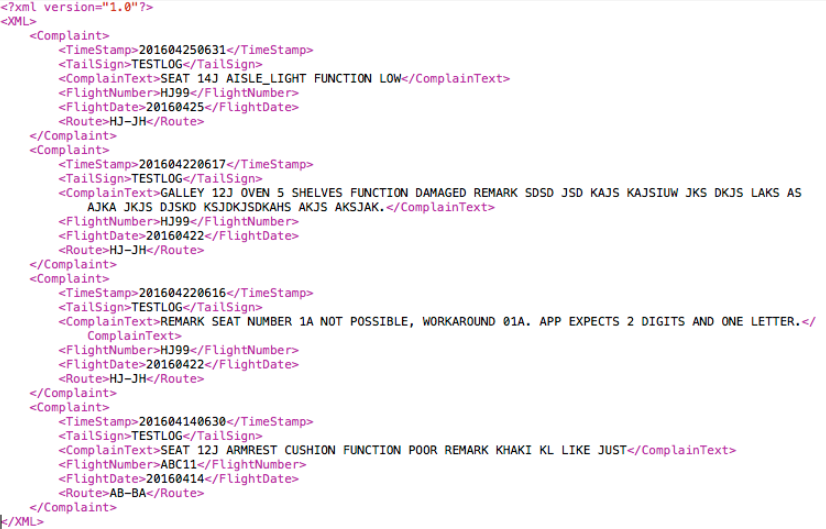 <?xml version="1.0"?>
<XML>
<Complaint>
<TimeStamp>201604250631</TimeStamp>
<TailSign>TESTLOG</TailSign>
<ComplainText>SEAT 14J AISLE_LIGHT FUNCTION LOW</ComplainText>
<FlightNumber>HJ99</FlightNumber>
<FlightDate>20160425</FlightDate>
<Route>HJ-JH</Route>
</Complaint>
<Complaint>
<TimeStamp>201604220617</TimeStamp>
<TailSign>TESTLOG</TailSign>
<ComplainText>GALLEY 12J OVEN 5 SHELVES FUNCTION DAMAGED REMARK SDSD JSD KAJS KAJSIUW JKS DKJS LAKS AS
AJKA JKJS DJSKD KSJDKJSDKAHS AKJS AKSJAK.</ComplainText>
<FlightNumber>HJ99</FlightNumber>
<FlightDate>20160422</FlightDate>
<Route>HJ-JH</Route>
</Complaint>
<Complaint>
<TimeStamp>201604220616</TimeStamp>
<TailSign>TESTLOG</TailSign>
<ComplainText>REMARK SEAT NUMBER 1A NOT POSSIBLE, WORKAROUND 01A. APP EXPECTS 2 DIGITS AND ONE LETTER.</
ComplainText>
<FlightNumber>HJ99</FlightNumber>
<FlightDate>20160422</FlightDate>
<Route>HJ-JH</Route>
</Complaint>
<Complaint>
<TimeStamp>201604140630</TimeStamp>
<TailSign>TESTLOG</TailSign>
<ComplainText>SEAT 12J ARMREST CUSHION FUNCTION POOR REMARK KHAKI KL LIKE JUST</ComplainText>
<FlightNumber>ABC11</FlightNumber>
<FlightDate>20160414</FlightDate>
<Route>AB-BA</Route>
</Complaint>
</XML>